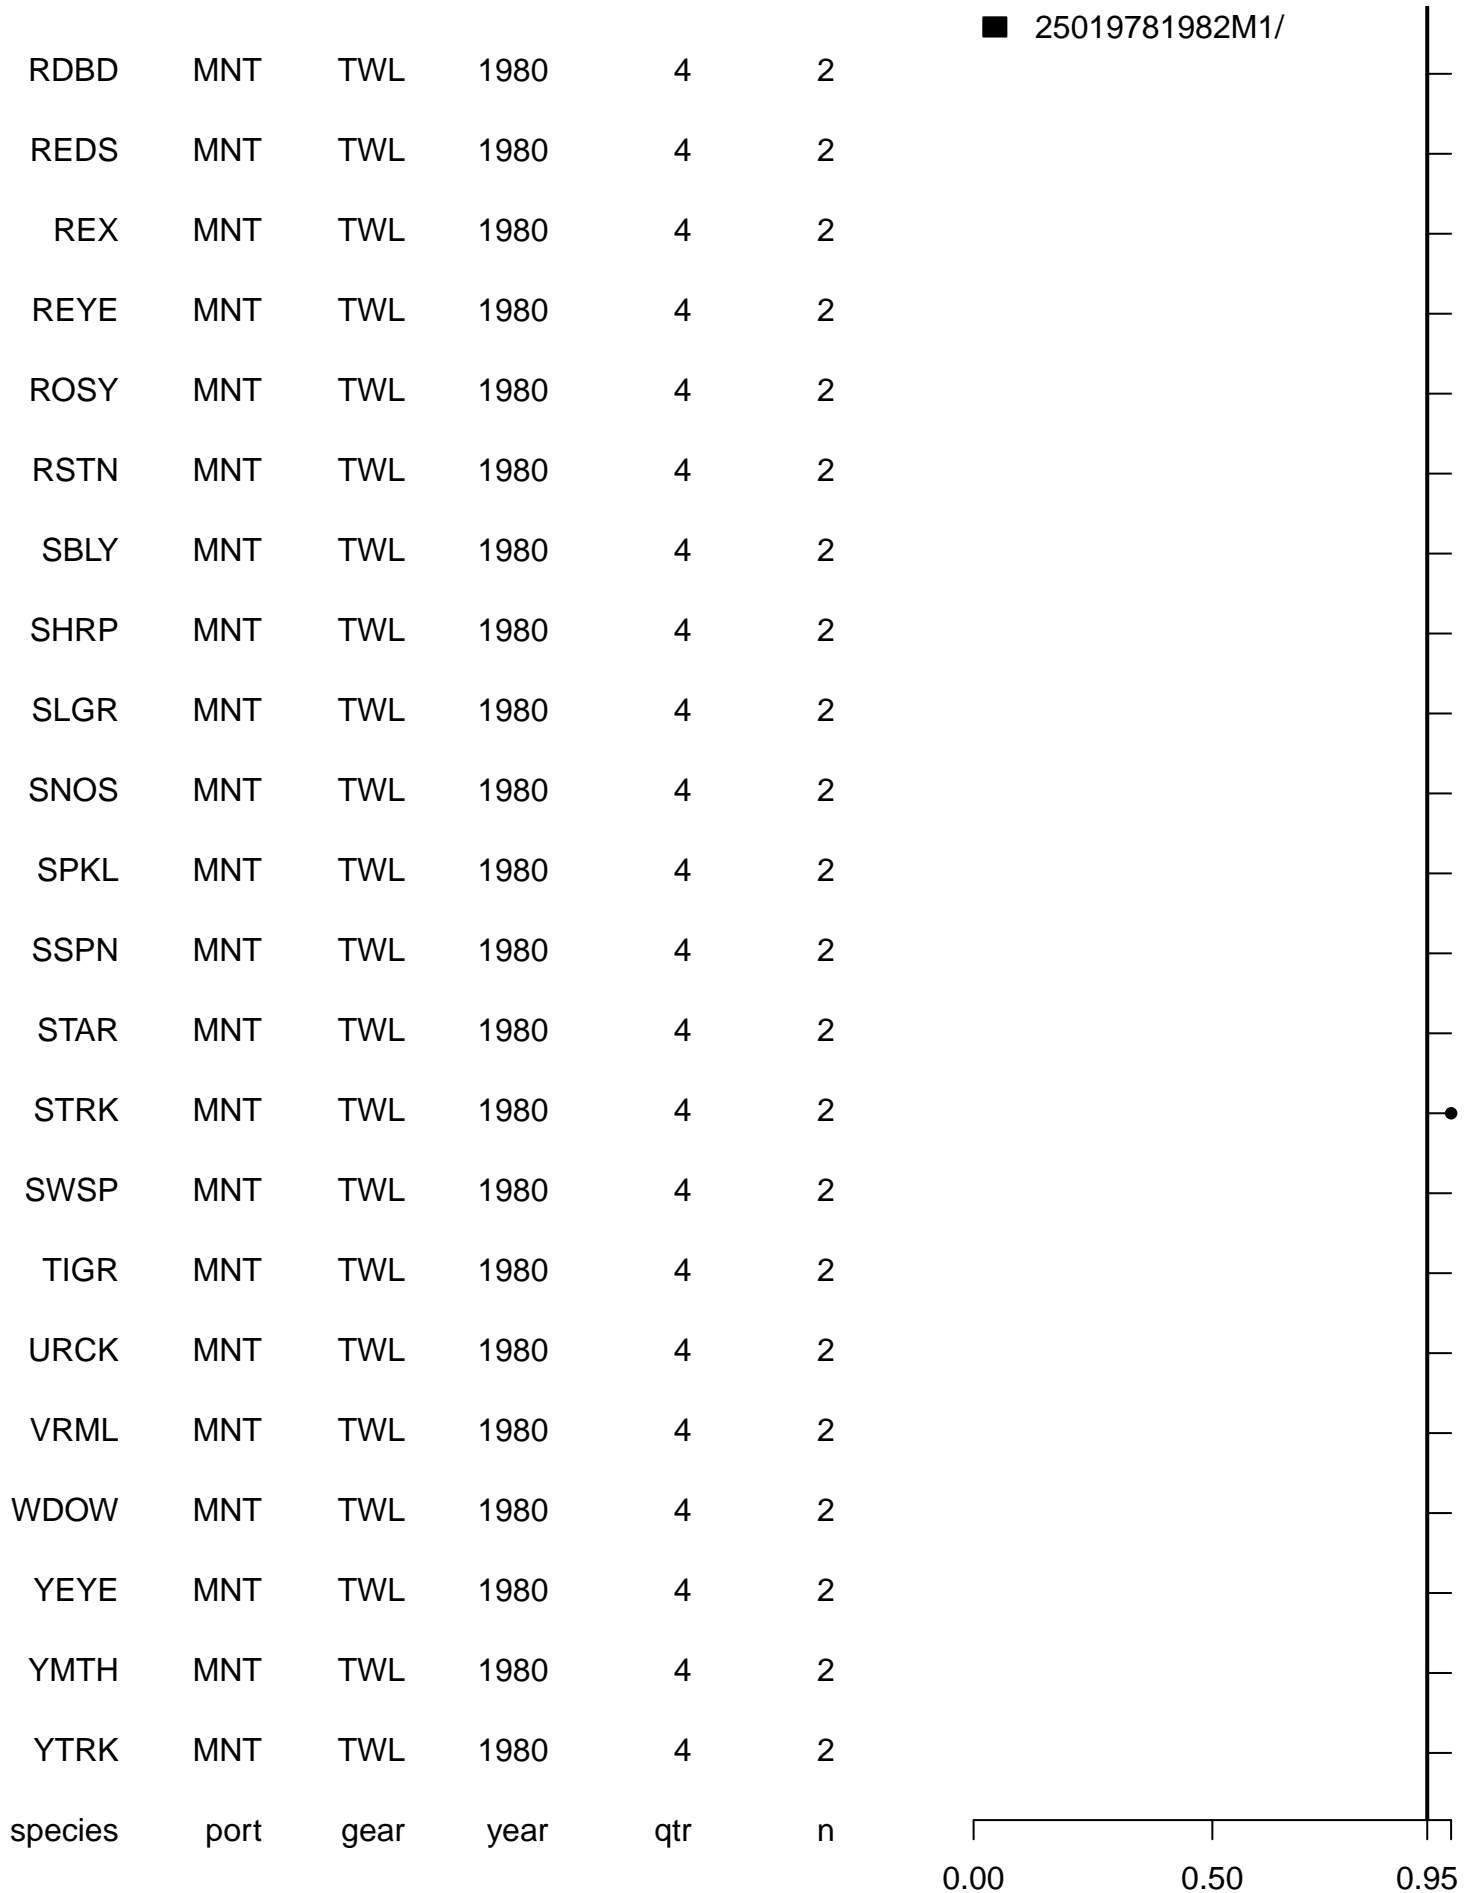 25019781982M1/
RDBD MNT TWL 1980 4 2
REDS MNT TWL 1980 4 2
REX MNT TWL 1980 4 2
REYE MNT TWL 1980 4 2
ROSY MNT TWL 1980 4 2
RSTN MNT TWL 1980 4 2
SBLY MNT TWL 1980 4 2
SHRP MNT TWL 1980 4 2
SLGR MNT TWL 1980 4 2
SNOS MNT TWL 1980 4 2
SPKL MNT TWL 1980 4 2
SSPN MNT TWL 1980 4 2
STAR MNT TWL 1980 4 2
STRK MNT TWL 1980 4 2
SWSP MNT TWL 1980 4 2
TIGR MNT TWL 1980 4 2
URCK MNT TWL 1980 4 2
VRML MNT TWL 1980 4 2
WDOW MNT TWL 1980 4 2
YEYE MNT TWL 1980 4 2
YMTH MNT TWL 1980 4 2
YTRK MNT TWL 1980 4 2
species port gear year qtr n
0.00 0.50 0.95